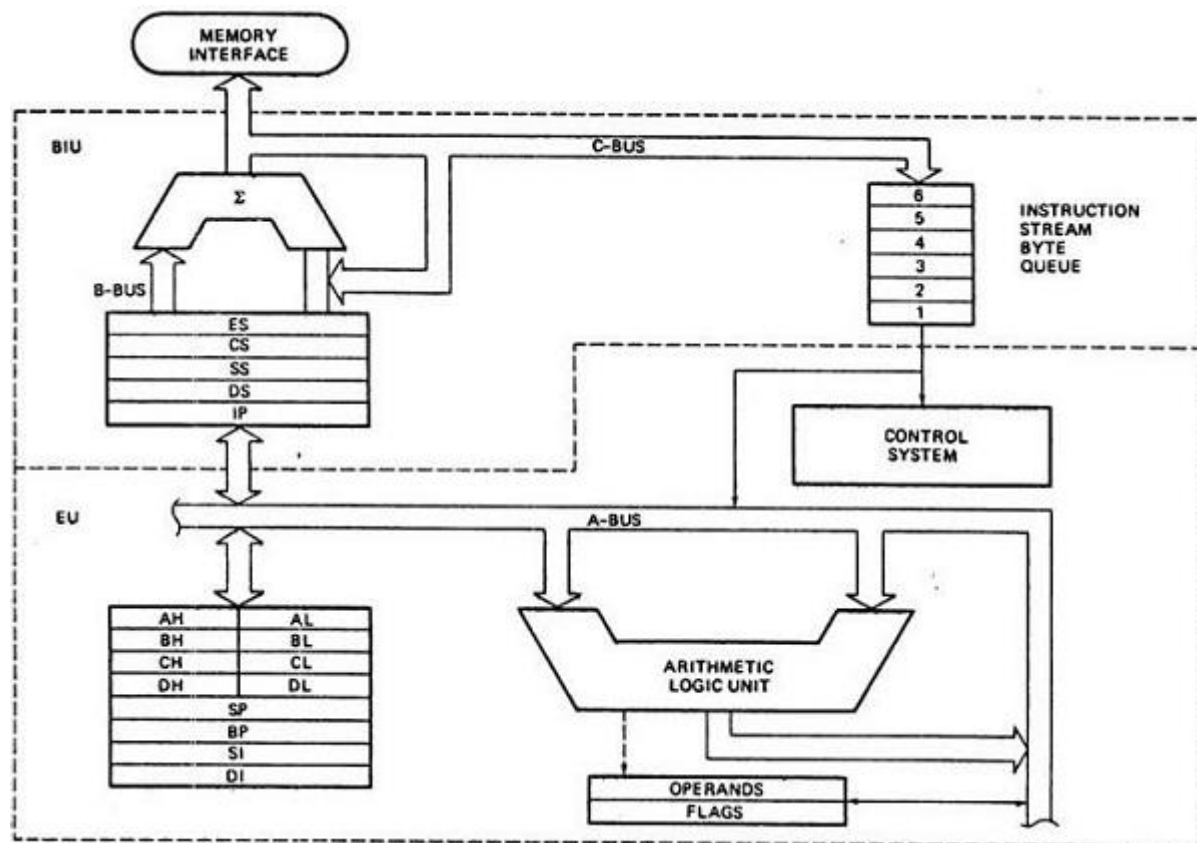 MEMORY
INTERFACE
BIU
C-BUS
Σ
6
5
4
3
2
1
INSTRUCTION
STREAM
BYTE
QUEUE
B-BUS
ES
CS
SS
DS
IP
CONTROL
SYSTEM
EU
A-BUS
AH AL
BH BL
CH CL
DH DL
SP
BP
SI
DI
ARITHMETIC
LOGIC UNIT
OPERANDS
FLAGS